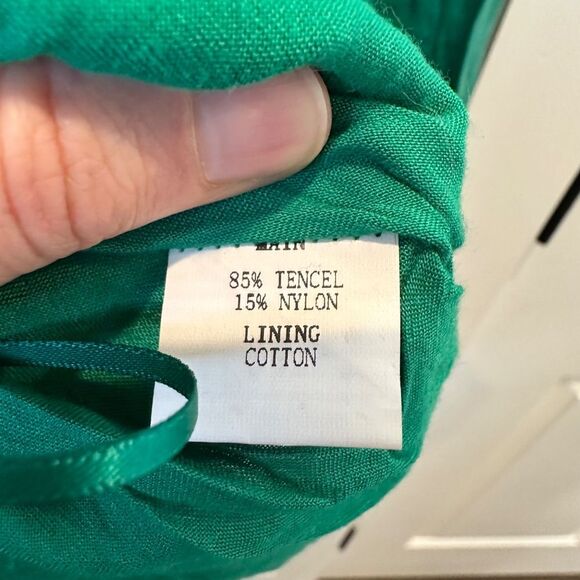 MAIN
85% TENCEL
15% NYLON
LINING
COTTON